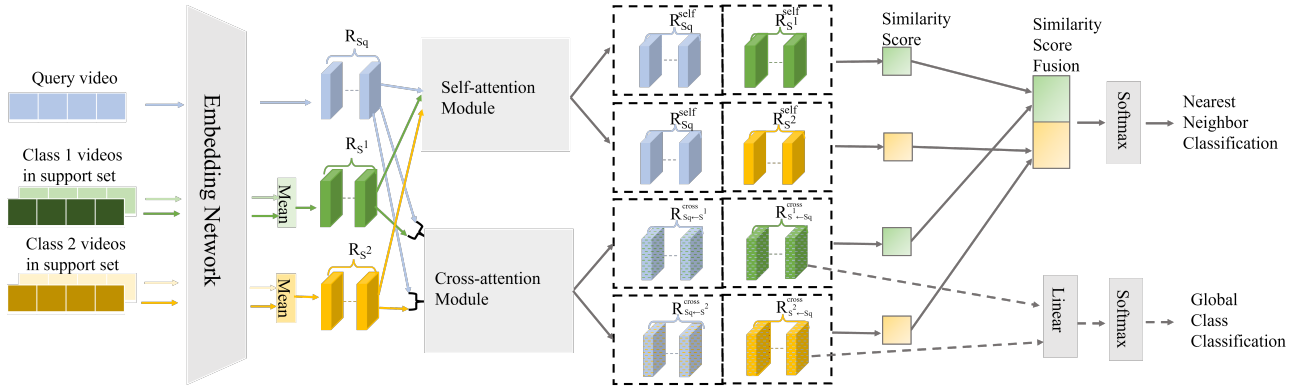 Query video
Class 1 videos
in support set
Class 2 videos
in support set
Embedding Network
Mean
Mean
R_Sq
R_S^1
R_S^2
Self-attention
Module
Cross-attention
Module
R_Sq^self
R_S^1^self
R_Sq^self
R_S^2^self
R_Sq←S^1^cross
R_S^1←Sq^cross
R_Sq←S^2^cross
R_S^2←Sq^cross
Similarity
Score
Similarity
Score
Fusion
Softmax
Nearest
Neighbor
Classification
Linear
Softmax
Global
Class
Classification